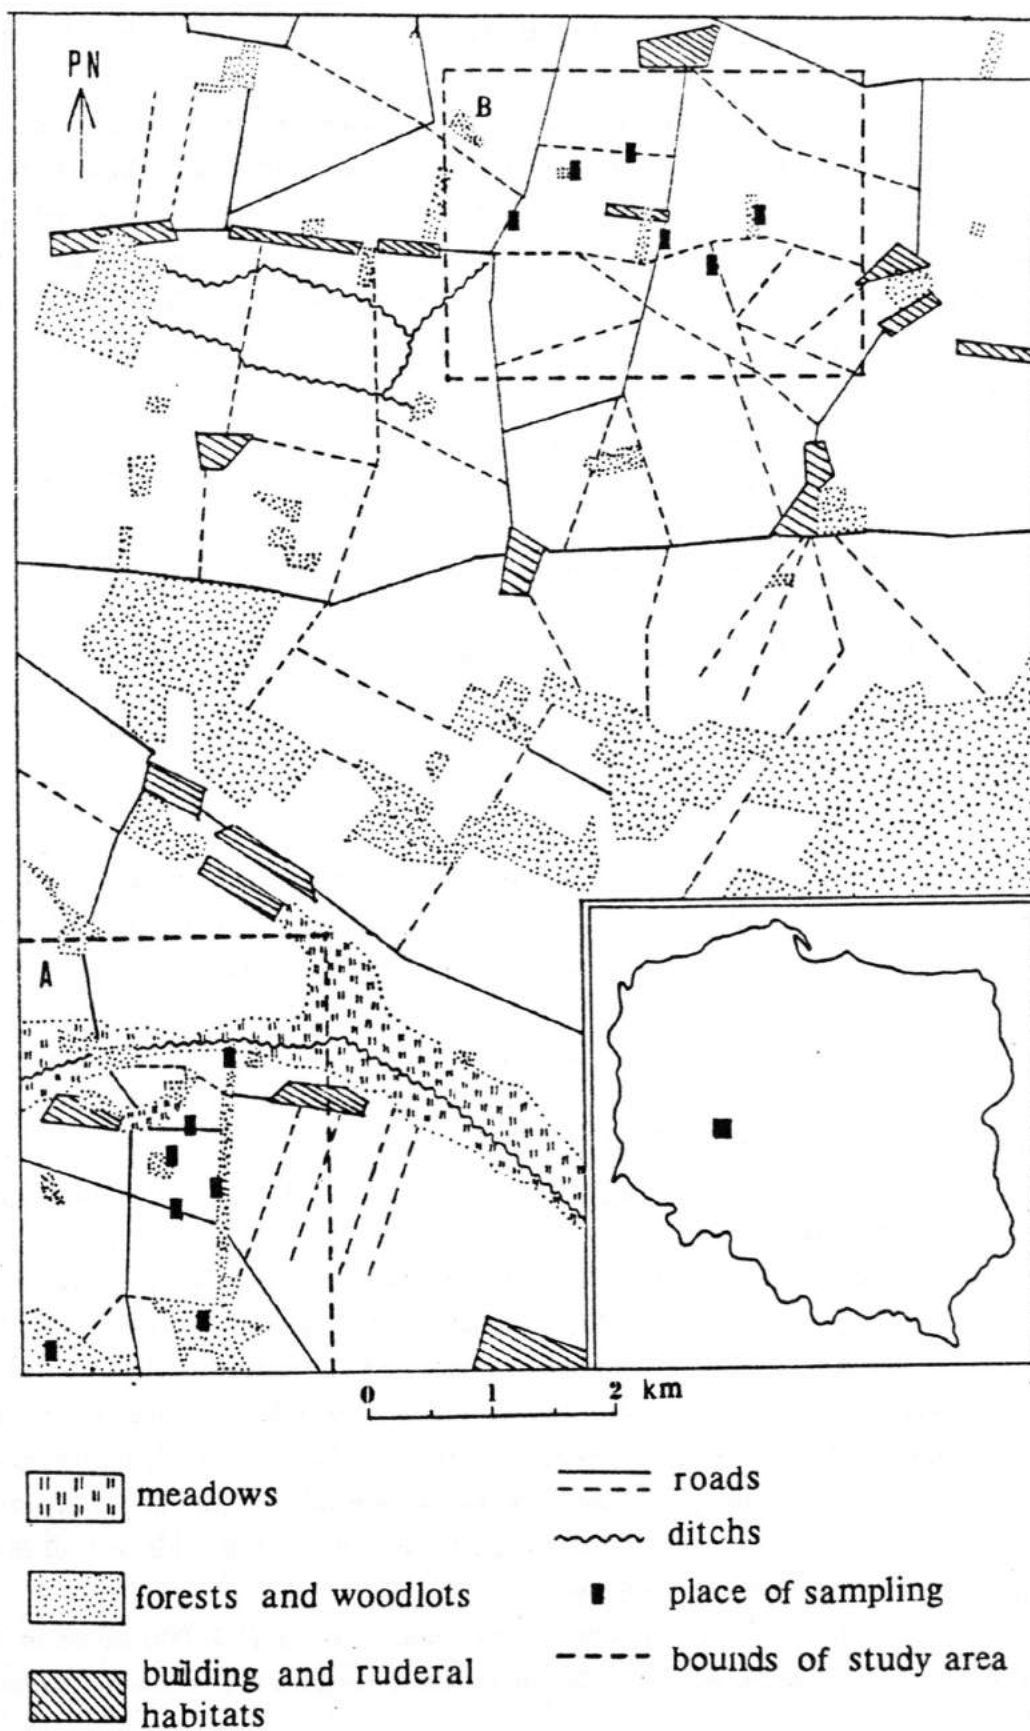 PN
B
A
0 1 2 km
meadows
forests and woodlots
building and ruderal
habitats
roads
ditchs
place of sampling
bounds of study area